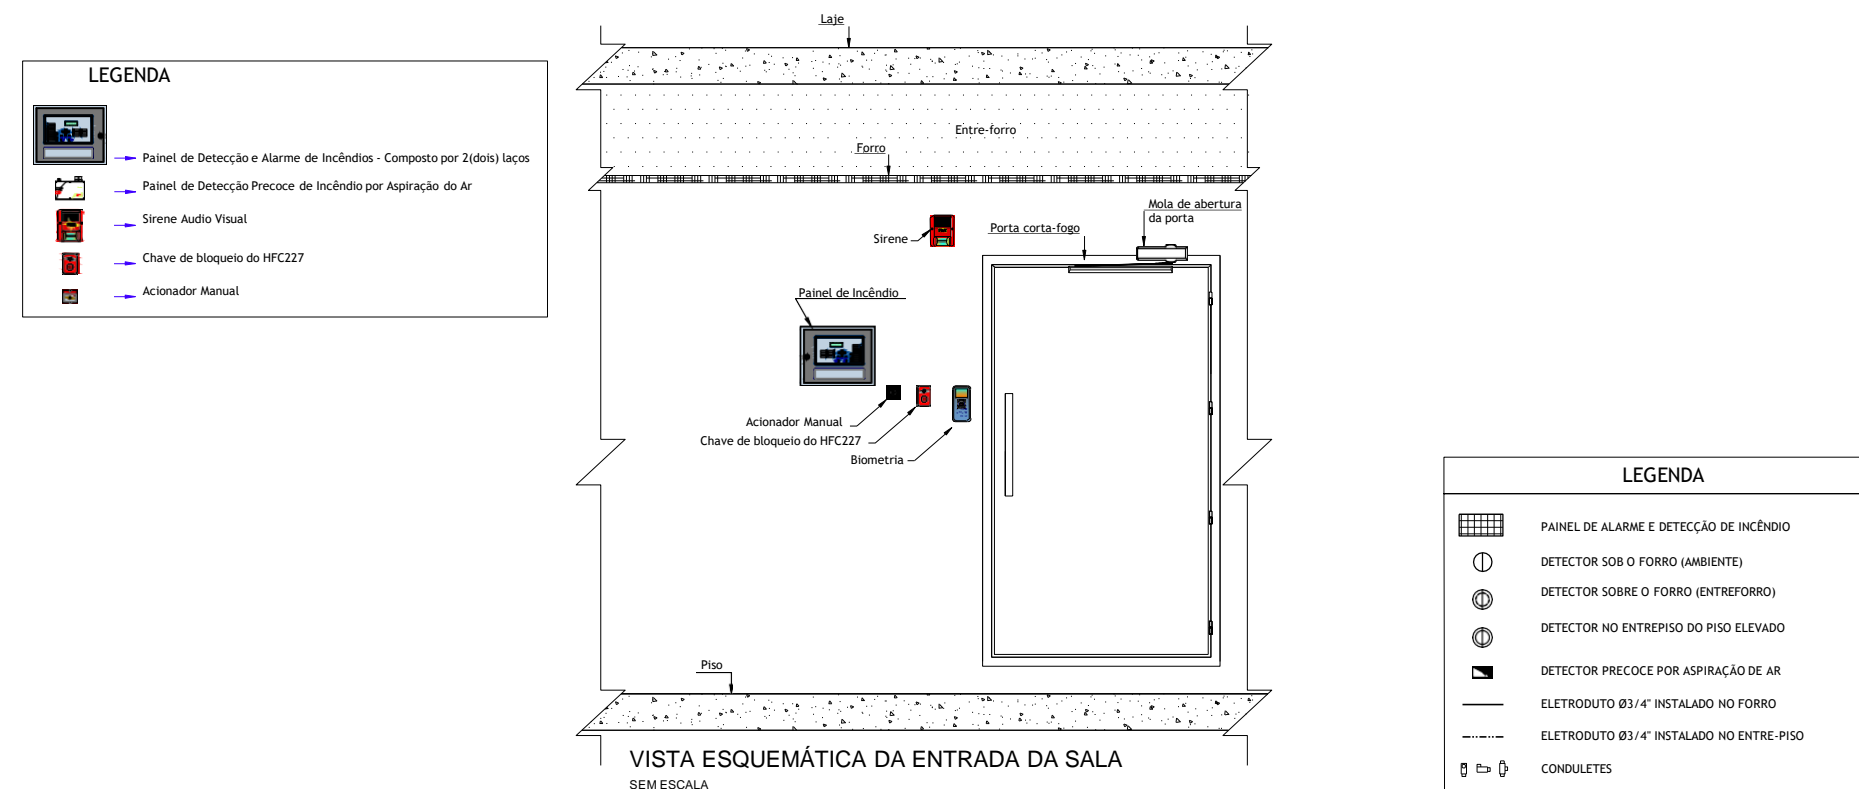 LEGENDA
Painel de Detecção e Alarme de Incêndios - Composto por 2(dois) laços
Painel de Detecção Precoce de Incêndio por Aspiração do Ar
Sirene Audio Visual
Chave de bloqueio do HFC227
Acionador Manual
Laje
Entre-forro
Forro
Mola de abertura
da porta
Porta corta-fogo
Sirene
Painel de Incêndio
Acionador Manual
Chave de bloqueio do HFC227
Biometria
Piso
VISTA ESQUEMÁTICA DA ENTRADA DA SALA
SEM ESCALA
LEGENDA
PAINEL DE ALARME E DETECÇÃO DE INCÊNDIO
DETECTOR SOB O FORRO (AMBIENTE)
DETECTOR SOBRE O FORRO (ENTREFORRO)
DETECTOR NO ENTREPISO DO PISO ELEVADO
DETECTOR PRECOCE POR ASPIRAÇÃO DE AR
ELETRODUTO Ø3/4" INSTALADO NO FORRO
ELETRODUTO Ø3/4" INSTALADO NO ENTRE-PISO
CONDULETES